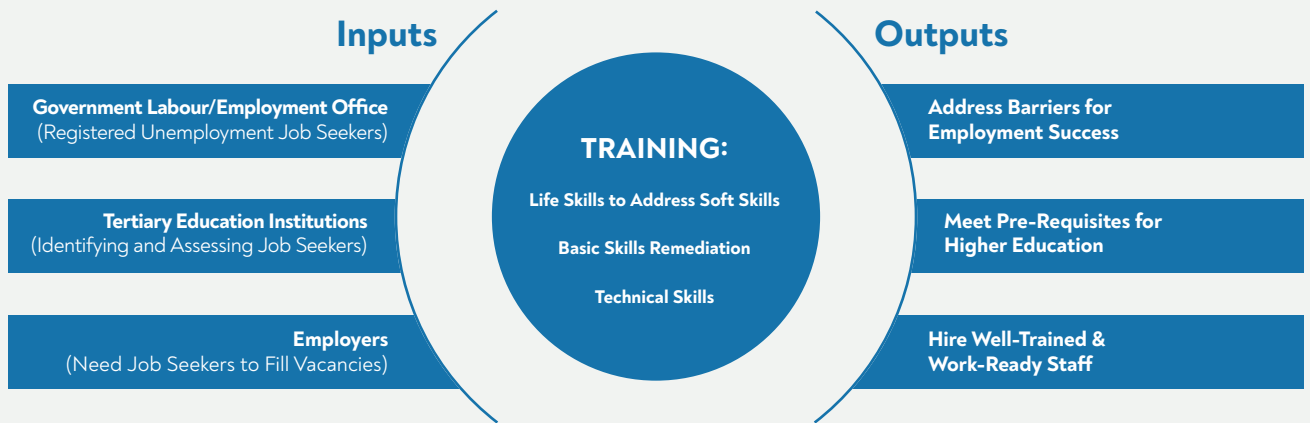 Inputs
Government Labour/Employment Office
(Registered Unemployment Job Seekers)
Tertiary Education Institutions
(Identifying and Assessing Job Seekers)
Employers
(Need Job Seekers to Fill Vacancies)
TRAINING:
Life Skills to Address Soft Skills
Basic Skills Remediation
Technical Skills
Outputs
Address Barriers for
Employment Success
Meet Pre-Requisites for
Higher Education
Hire Well-Trained &
Work-Ready Staff